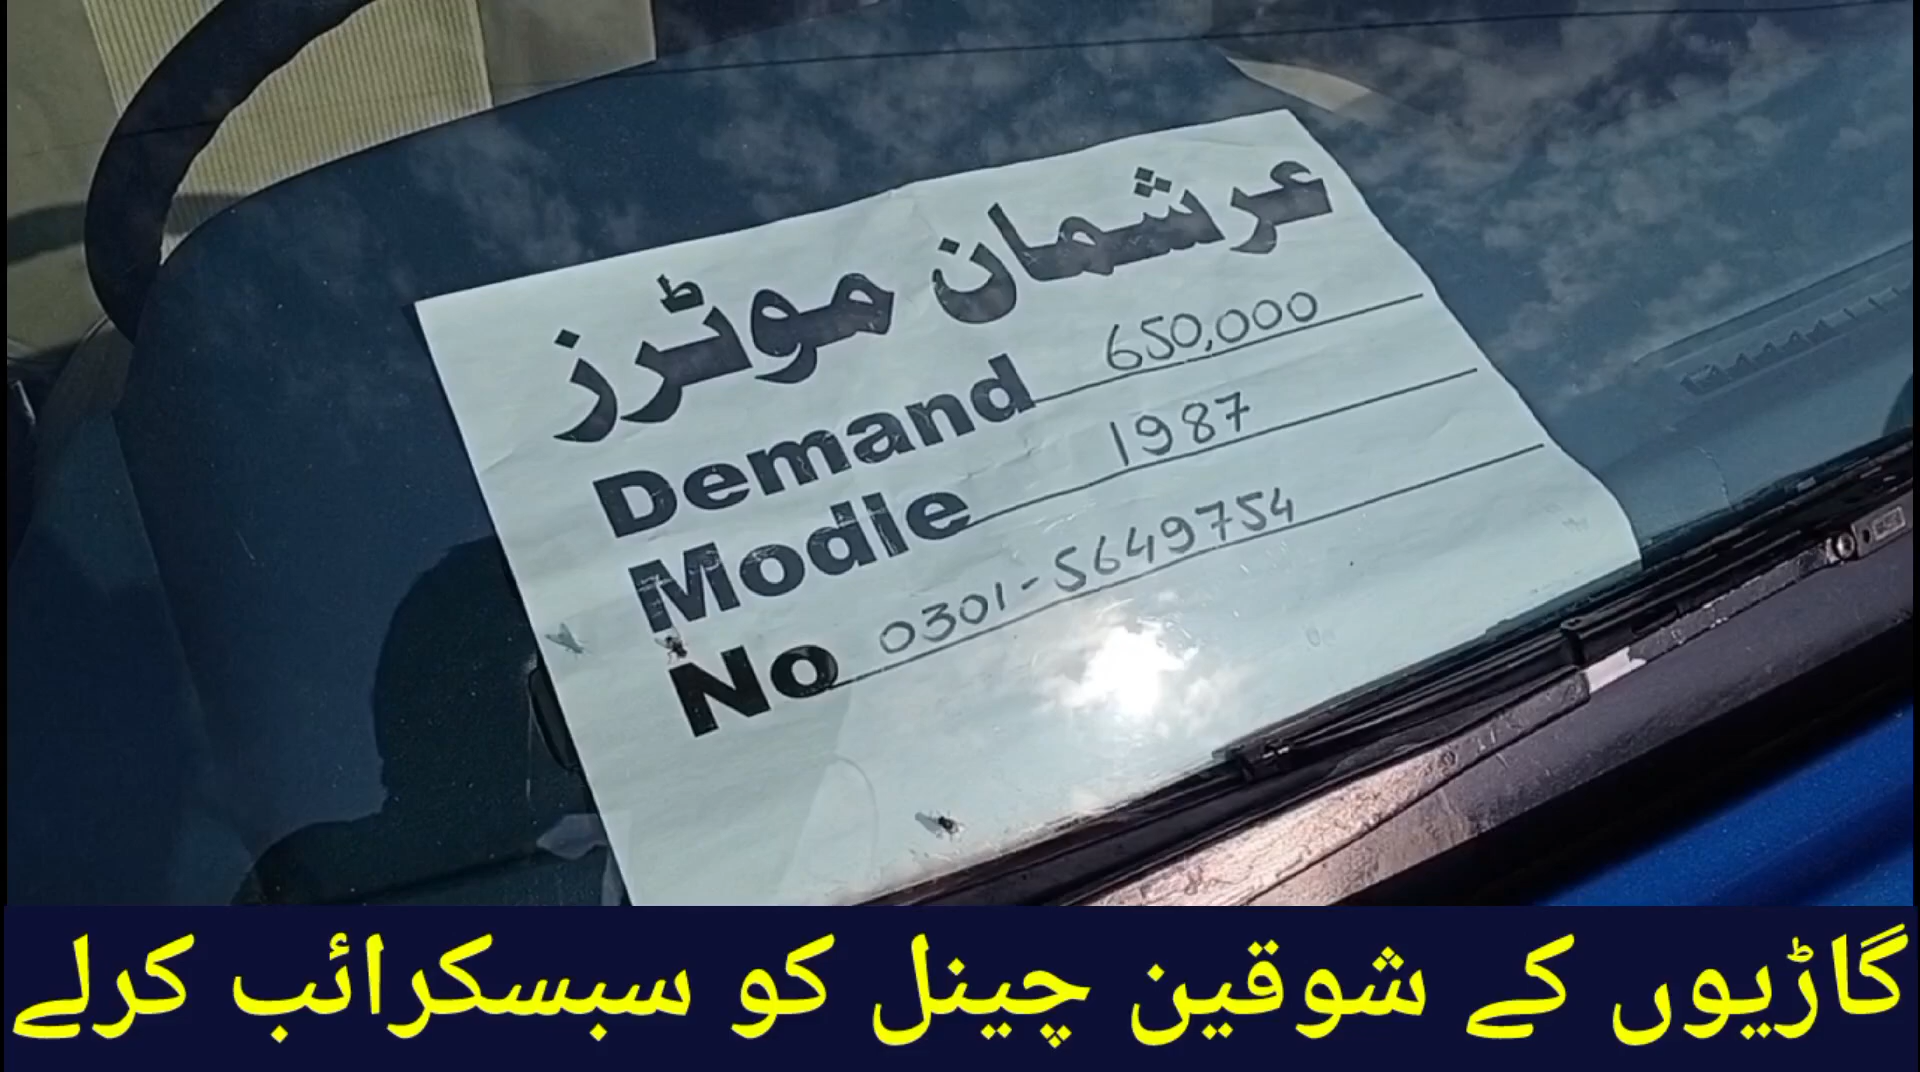 عرشمان موٹرز
Demand 650,000
Modle 1987
No 0301-5649754
گاڑیوں کے شوقین چینل کو سبسکرائب کرلے